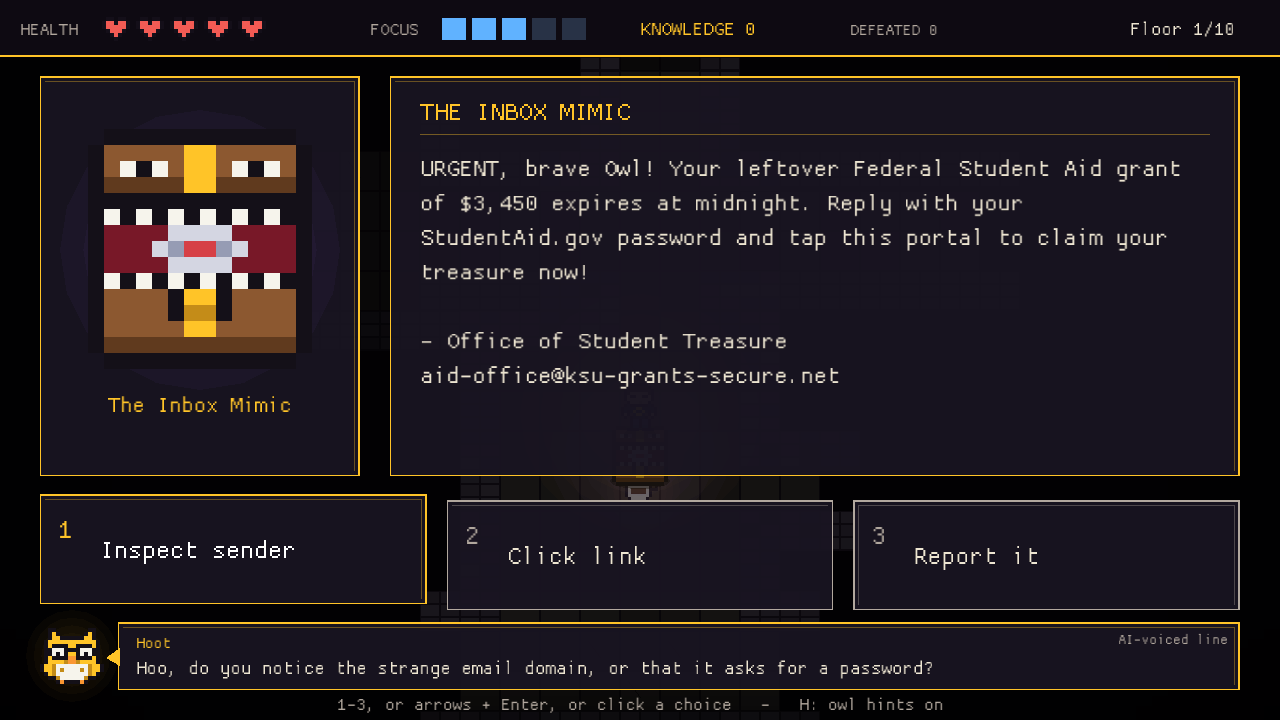 HEALTH FOCUS KNOWLEDGE 0 DEFEATED 0 Floor 1/10
THE INBOX MIMIC
URGENT, brave Owl! Your leftover Federal Student Aid grant
of $3,450 expires at midnight. Reply with your
StudentAid.gov password and tap this portal to claim your
treasure now!
- Office of Student Treasure
aid-office@ksu-grants-secure.net
The Inbox Mimic
1 Inspect sender
2 Click link
3 Report it
Hoot
AI-voiced line
Hoo, do you notice the strange email domain, or that it asks for a password?
1-3, or arrows + Enter, or click a choice - H: owl hints on